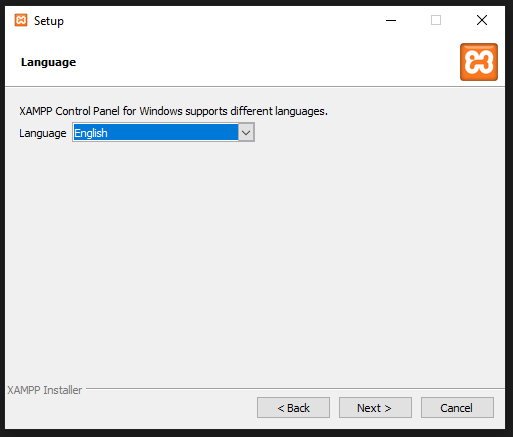 Setup
Language
XAMPP Control Panel for Windows supports different languages.
Language English
XAMPP Installer
< Back Next > Cancel